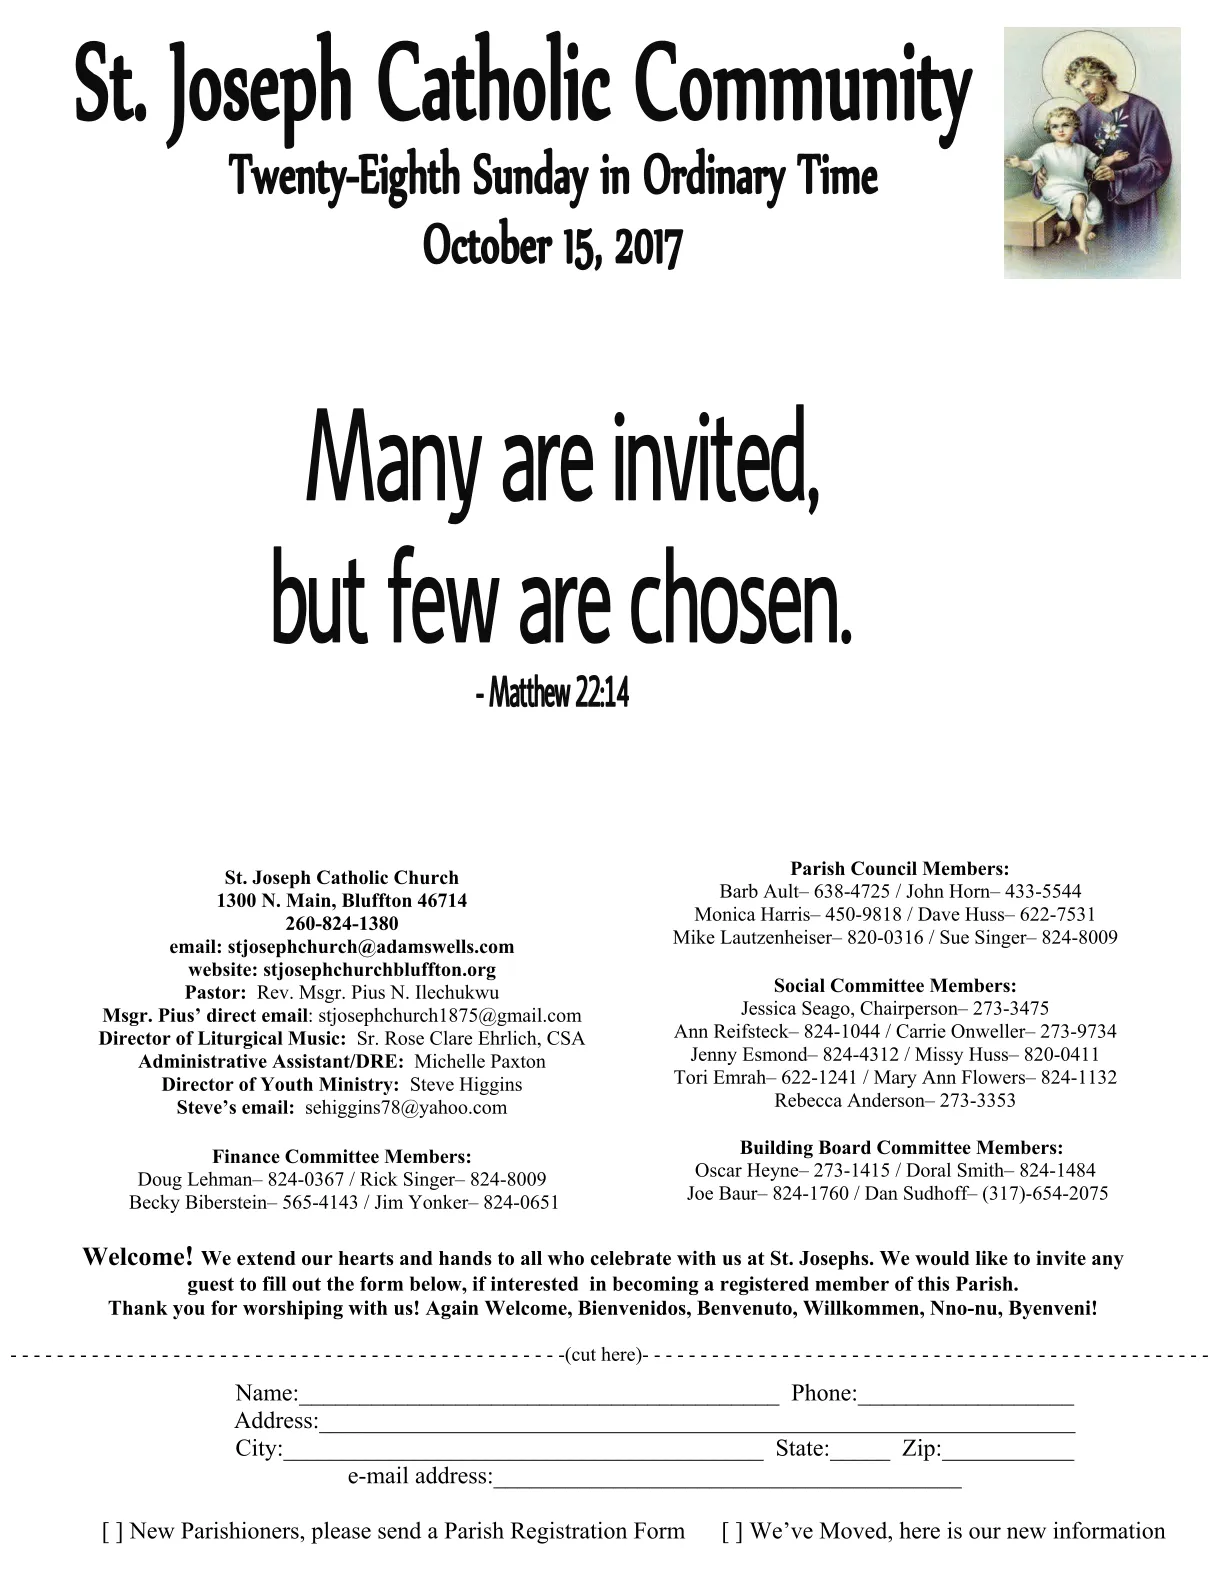 St. Joseph Catholic Community
Twenty-Eighth Sunday in Ordinary Time
October 15, 2017
Many are invited,
but few are chosen.
- Matthew 22:14
St. Joseph Catholic Church
1300 N. Main, Bluffton 46714
260-824-1380
email: stjosephchurch@adamswells.com
website: stjosephchurchbluffton.org
Pastor: Rev. Msgr. Pius N. Ilechukwu
Msgr. Pius’ direct email: stjosephchurch1875@gmail.com
Director of Liturgical Music: Sr. Rose Clare Ehrlich, CSA
Administrative Assistant/DRE: Michelle Paxton
Director of Youth Ministry: Steve Higgins
Steve’s email: sehiggins78@yahoo.com
Finance Committee Members:
Doug Lehman– 824-0367 / Rick Singer– 824-8009
Becky Biberstein– 565-4143 / Jim Yonker– 824-0651
Parish Council Members:
Barb Ault– 638-4725 / John Horn– 433-5544
Monica Harris– 450-9818 / Dave Huss– 622-7531
Mike Lautzenheiser– 820-0316 / Sue Singer– 824-8009
Social Committee Members:
Jessica Seago, Chairperson– 273-3475
Ann Reifsteck– 824-1044 / Carrie Onweller– 273-9734
Jenny Esmond– 824-4312 / Missy Huss– 820-0411
Tori Emrah– 622-1241 / Mary Ann Flowers– 824-1132
Rebecca Anderson– 273-3353
Building Board Committee Members:
Oscar Heyne– 273-1415 / Doral Smith– 824-1484
Joe Baur– 824-1760 / Dan Sudhoff– (317)-654-2075
Welcome! We extend our hearts and hands to all who celebrate with us at St. Josephs. We would like to invite any
guest to fill out the form below, if interested in becoming a registered member of this Parish.
Thank you for worshiping with us! Again Welcome, Bienvenidos, Benvenuto, Willkommen, Nno-nu, Byenveni!
- - - - - - - - - - - - - - - - - - - - - - - - - - - - - - - - - - - - - - - - - - - - - - - -(cut here)- - - - - - - - - - - - - - - - - - - - - - - - - - - - - - - - - - - - - - - - - - - - - - - - -
Name:________________________________________ Phone:__________________
Address:_______________________________________________________________
City:________________________________________ State:_____ Zip:___________
e-mail address:_______________________________________
[ ] New Parishioners, please send a Parish Registration Form [ ] We’ve Moved, here is our new information